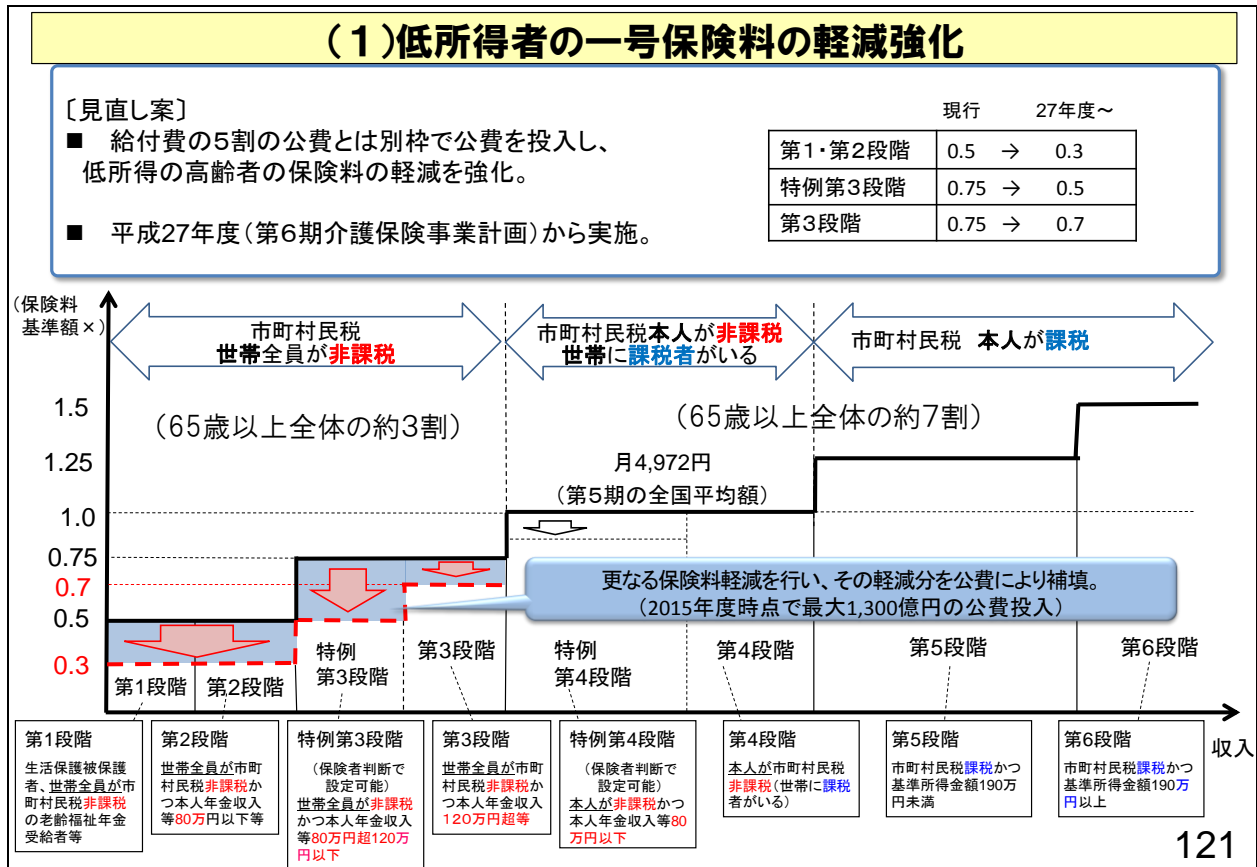 （１）低所得者の一号保険料の軽減強化
〔見直し案〕
■　給付費の５割の公費とは別枠で公費を投入し、
低所得の高齢者の保険料の軽減を強化。
■　平成27年度（第６期介護保険事業計画）から実施。
現行　27年度～
第１・第２段階　0.5　→　0.3
特例第３段階　0.75　→　0.5
第３段階　0.75　→　0.7
（保険料
基準額×）
市町村民税
世帯全員が非課税
市町村民税本人が非課税
世帯に課税者がいる
市町村民税　本人が課税
（65歳以上全体の約３割）
（65歳以上全体の約７割）
1.5
1.25
1.0
0.75
0.7
0.5
0.3
月4,972円
（第５期の全国平均額）
更なる保険料軽減を行い、その軽減分を公費により補填。
（2015年度時点で最大1,300億円の公費投入）
第１段階
第２段階
特例
第３段階
第３段階
特例
第４段階
第４段階
第５段階
第６段階
収入
第１段階
生活保護被保護
者、世帯全員が市
町村民税非課税
の老齢福祉年金
受給者等
第２段階
世帯全員が市町
村民税非課税か
つ本人年金収入
等80万円以下等
特例第３段階
（保険者判断で
設定可能）
世帯全員が非課税
かつ本人年金収入
等80万円超120万
円以下
第３段階
世帯全員が市町
村民税非課税か
つ本人年金収入
１２０万円超等
特例第４段階
（保険者判断で
設定可能）
本人が非課税かつ
本人年金収入等80
万円以下
第４段階
本人が市町村民税
非課税（世帯に課税
者がいる）
第５段階
市町村民税課税かつ
基準所得金額190万
円未満
第６段階
市町村民税課税かつ
基準所得金額190万
円以上
121